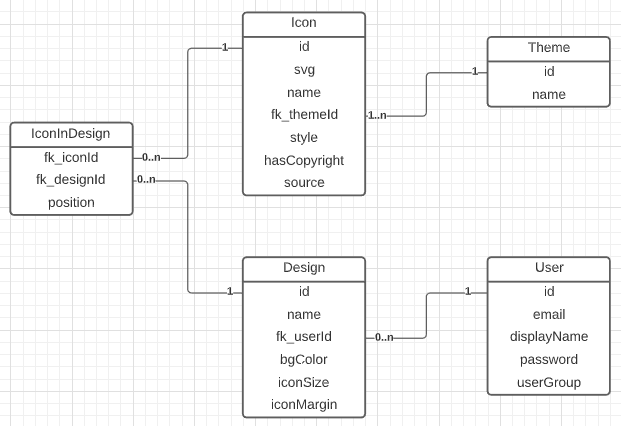 Icon
id
svg
name
fk_themeId
style
hasCopyright
source
1
1..n
1
Theme
id
name
IconInDesign
fk_iconId
fk_designId
position
0..n
0..n
1
Design
id
name
fk_userId
bgColor
iconSize
iconMargin
0..n
1
User
id
email
displayName
password
userGroup